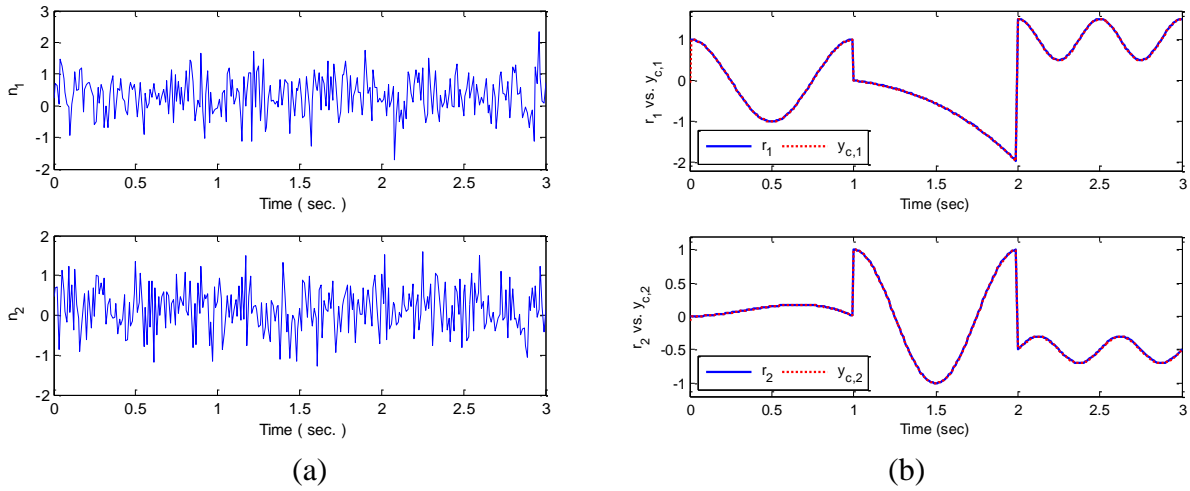 3
2
1
0
-1
-2
n1
0 0.5 1 1.5 2 2.5 3
Time ( sec. )
2
1
0
-1
-2
n2
0 0.5 1 1.5 2 2.5 3
Time ( sec. )
(a)
1
0
-1
-2
r1 vs. yc,1
r1 yc,1
0 0.5 1 1.5 2 2.5 3
Time (sec)
1
0.5
0
-0.5
-1
r2 vs. yc,2
r2 yc,2
0 0.5 1 1.5 2 2.5 3
Time (sec)
(b)